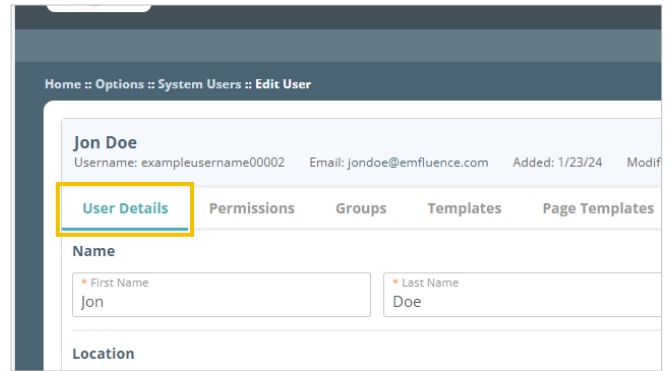 Home :: Options :: System Users :: Edit User
Jon Doe
Username: exampleusername00002 Email: jondoe@emfluence.com Added: 1/23/24 Modif
User Details Permissions Groups Templates Page Templates
Name
* First Name * Last Name
Jon Doe
Location